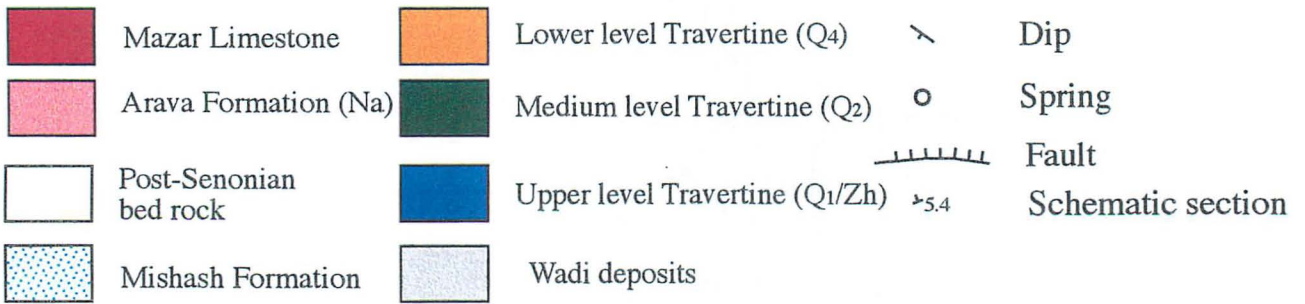 Mazar Limestone
Arava Formation (Na)
Post-Senonian
bed rock
Mishash Formation
Lower level Travertine (Q4)
Medium level Travertine (Q2)
Upper level Travertine (Q1/Zh)
Wadi deposits
Dip
Spring
Fault
5.4 Schematic section